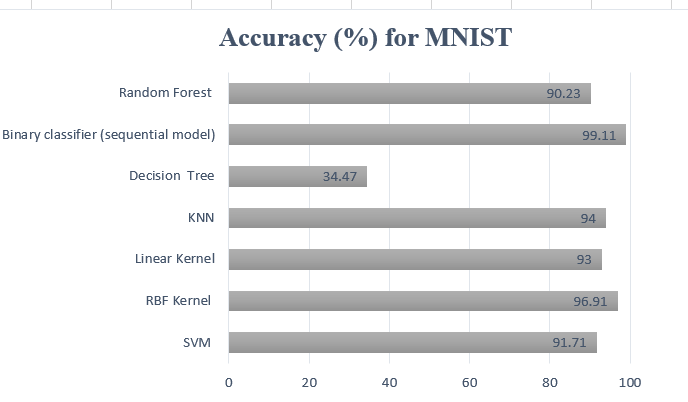 Accuracy (%) for MNIST
Random Forest 90.23
Binary classifier (sequential model) 99.11
Decision Tree 34.47
KNN 94
Linear Kernel 93
RBF Kernel 96.91
SVM 91.71
0 20 40 60 80 100